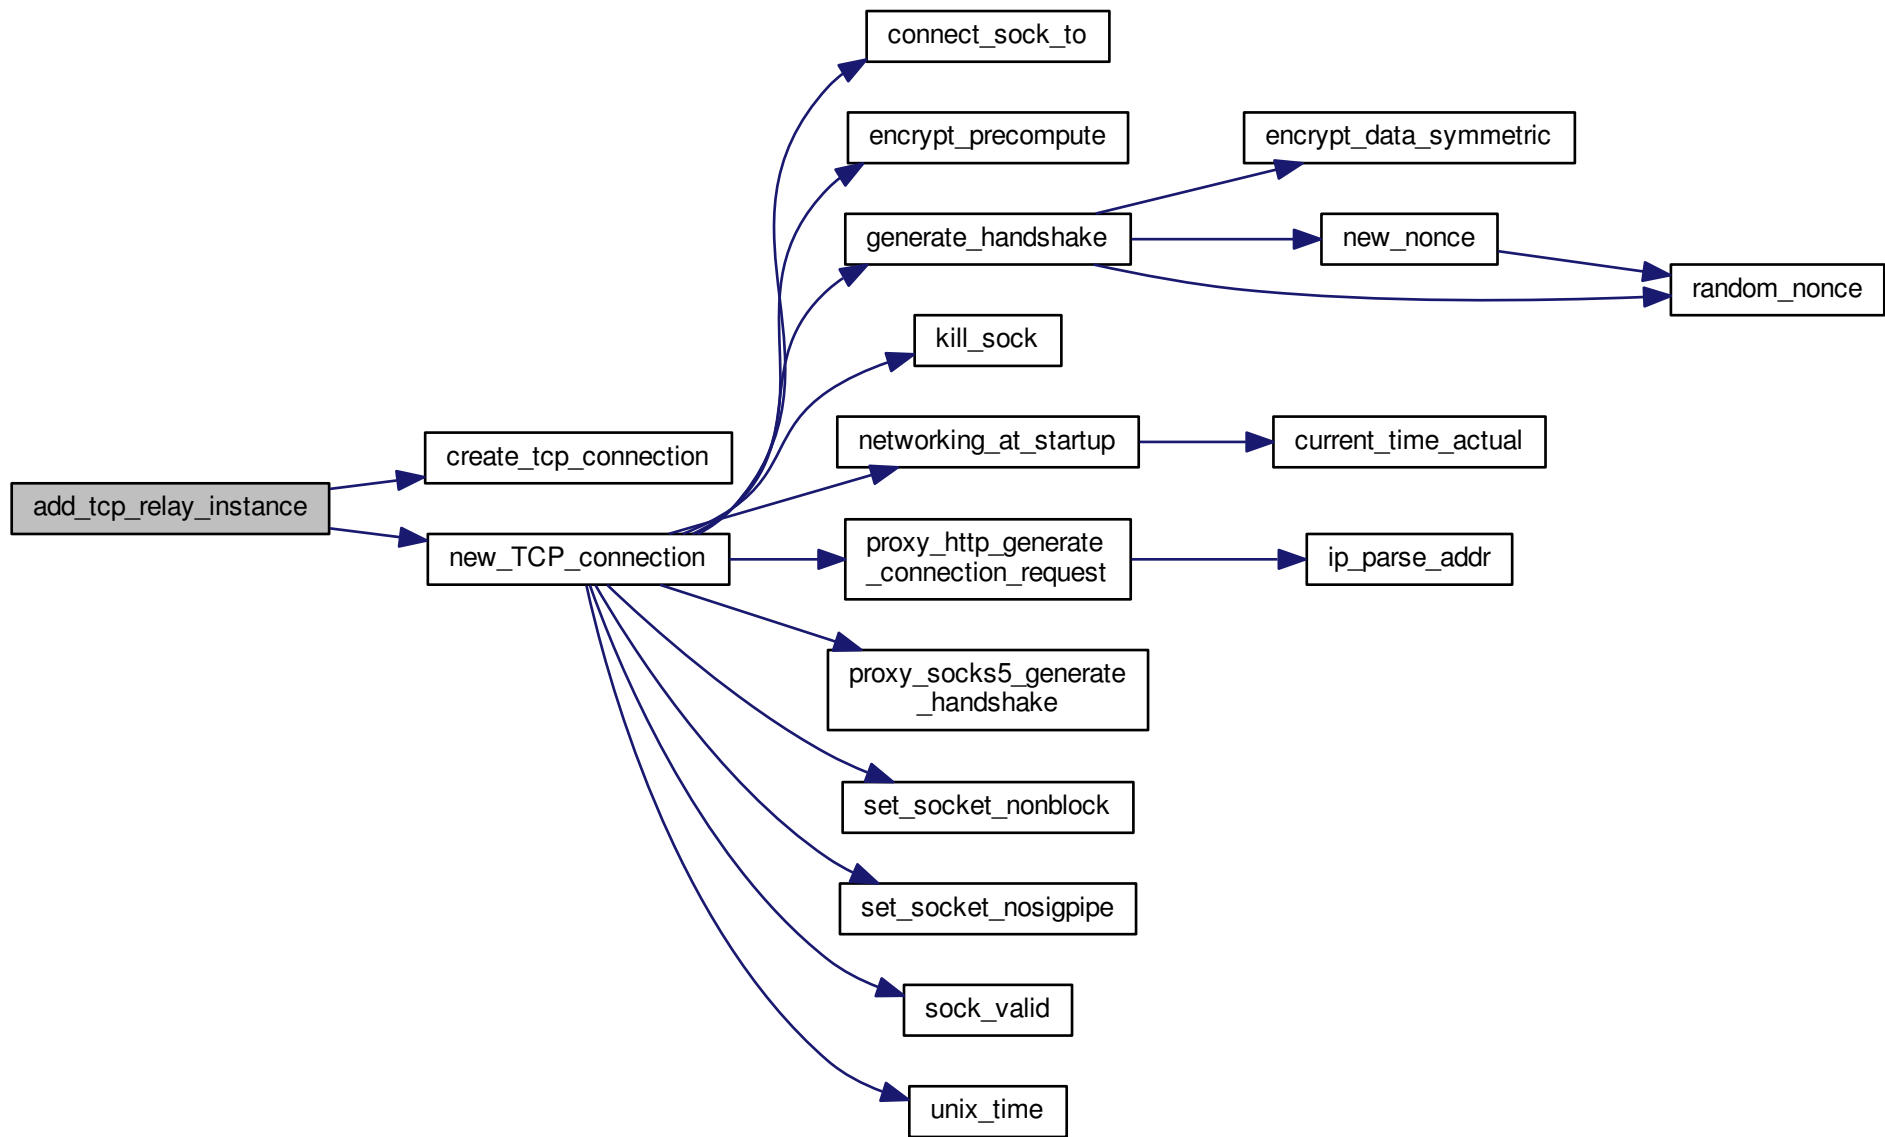 connect_sock_to
encrypt_precompute
encrypt_data_symmetric
generate_handshake
new_nonce
random_nonce
kill_sock
networking_at_startup
current_time_actual
create_tcp_connection
add_tcp_relay_instance
new_TCP_connection
proxy_http_generate
_connection_request
ip_parse_addr
proxy_socks5_generate
_handshake
set_socket_nonblock
set_socket_nosigpipe
sock_valid
unix_time